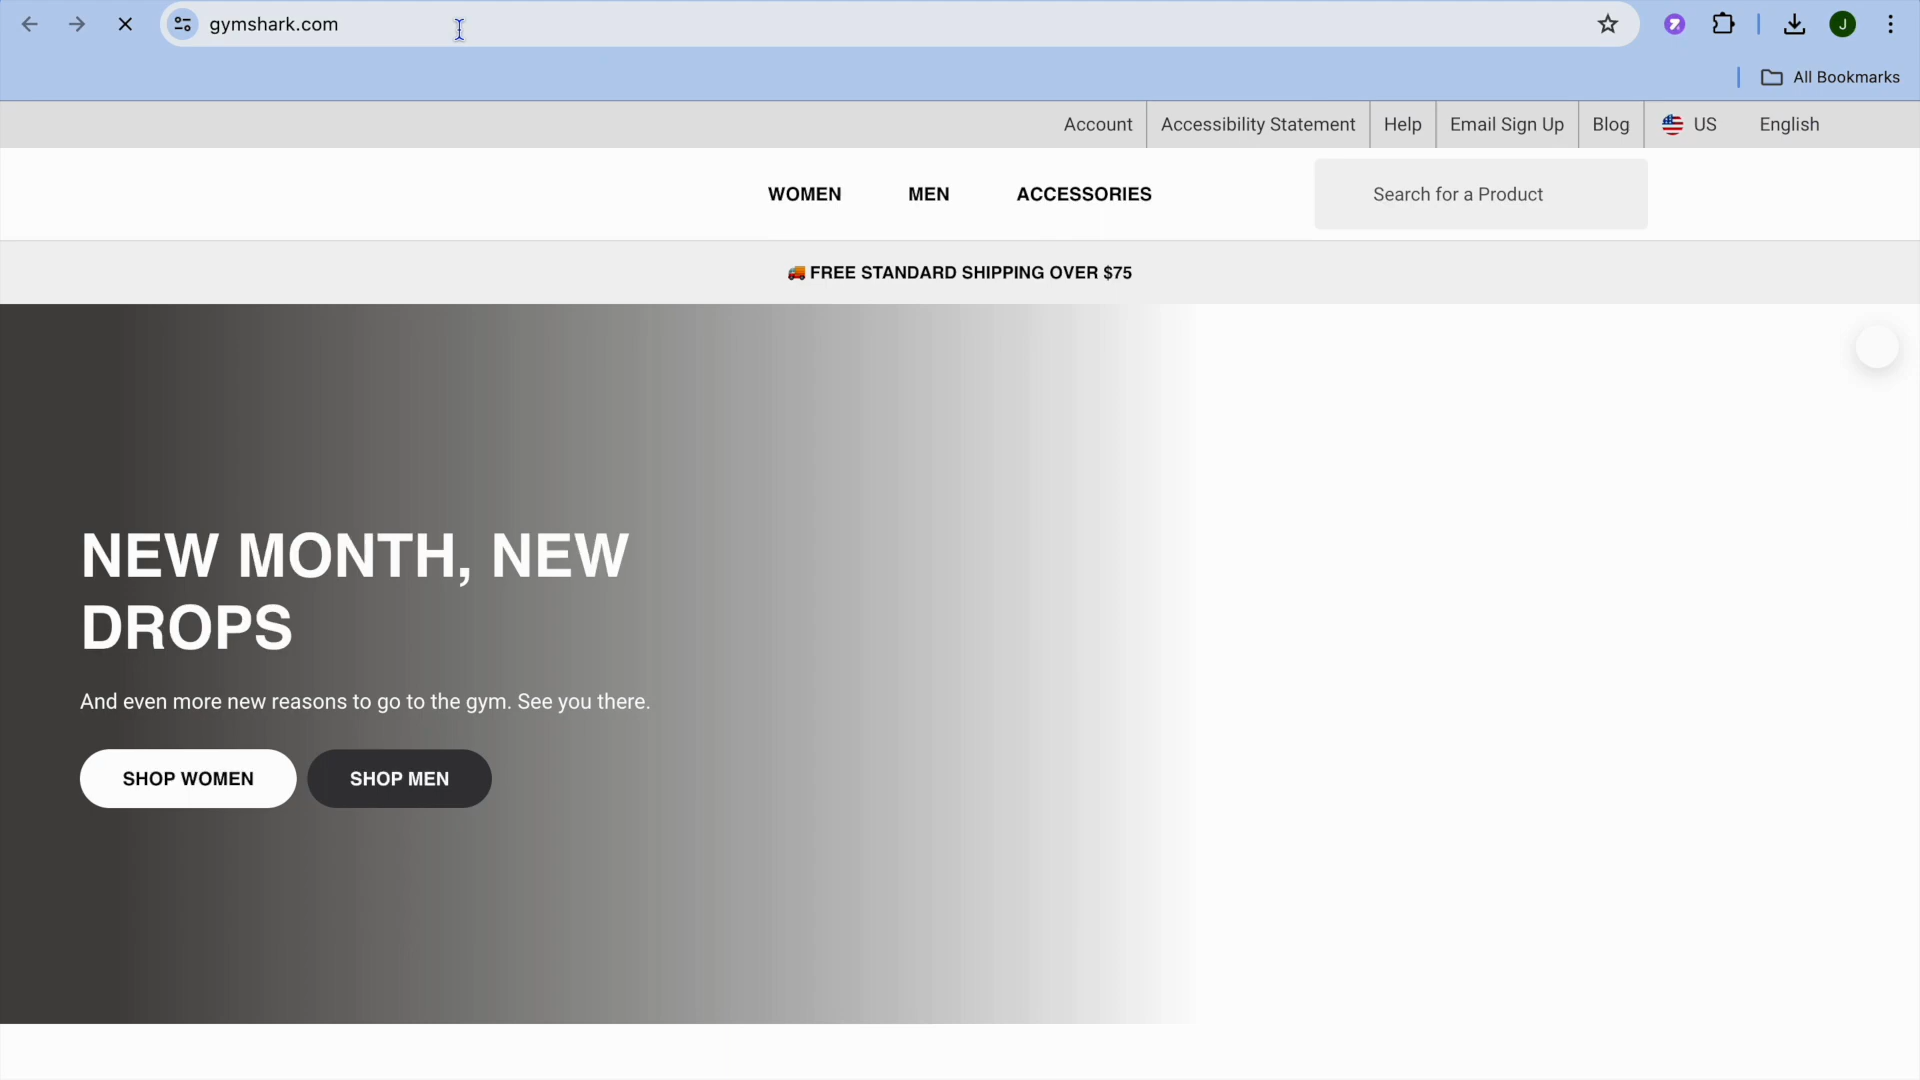 gymshark.com
J
All Bookmarks
Account
Accessibility Statement
Help
Email Sign Up
Blog
US
English
WOMEN
MEN
ACCESSORIES
Search for a Product
🚚 FREE STANDARD SHIPPING OVER $75
NEW MONTH, NEW
DROPS
And even more new reasons to go to the gym. See you there.
SHOP WOMEN
SHOP MEN